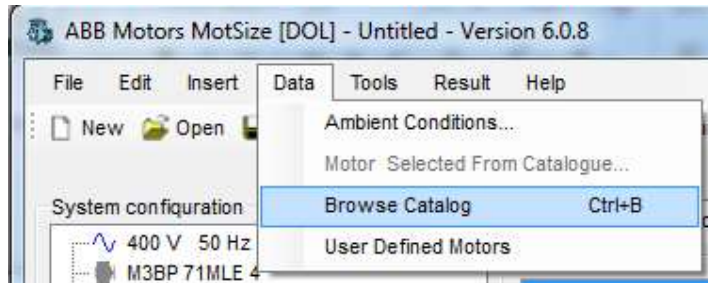 ABB Motors MotSize [DOL] - Untitled - Version 6.0.8
File Edit Insert Data Tools Result Help
New Open
Ambient Conditions...
Motor Selected From Catalogue...
System configuration
Browse Catalog Ctrl+B
400 V 50 Hz
User Defined Motors
M3BP 71MLE 4